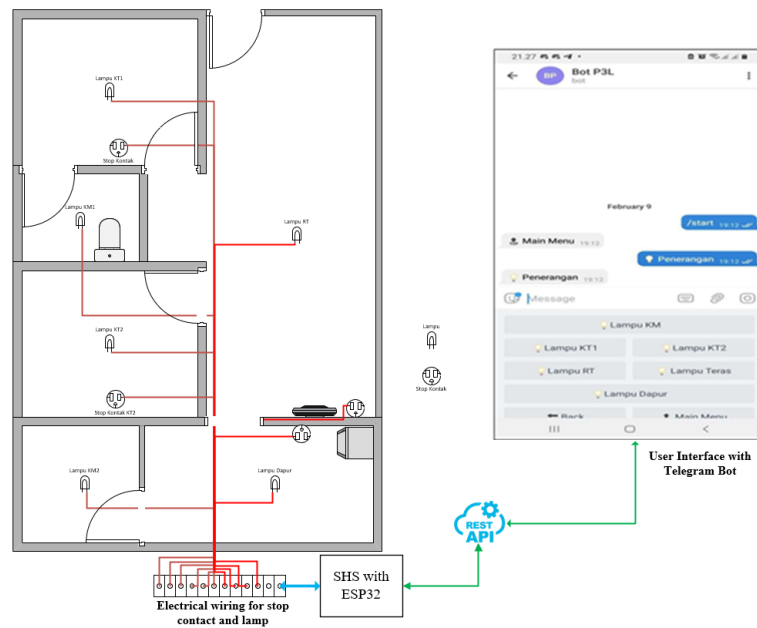 Lampu KT1
Stop Kontak
Lampu KM1
Lampu RT
Lampu KT2
Stop Kontak KT2
Lampu KM2
Lampu Dapur
Lampu
Stop Kontak
Electrical wiring for stop
contact and lamp
SHS with
ESP32
REST
API
21.27
BP
Bot P3L
bot
February 9
/start 19:12
Main Menu 19:12
Penerangan 19:12
Penerangan 19:12
Message
Lampu KM
Lampu KT1
Lampu KT2
Lampu RT
Lampu Teras
Lampu Dapur
Back
Main Menu
User Interface with
Telegram Bot